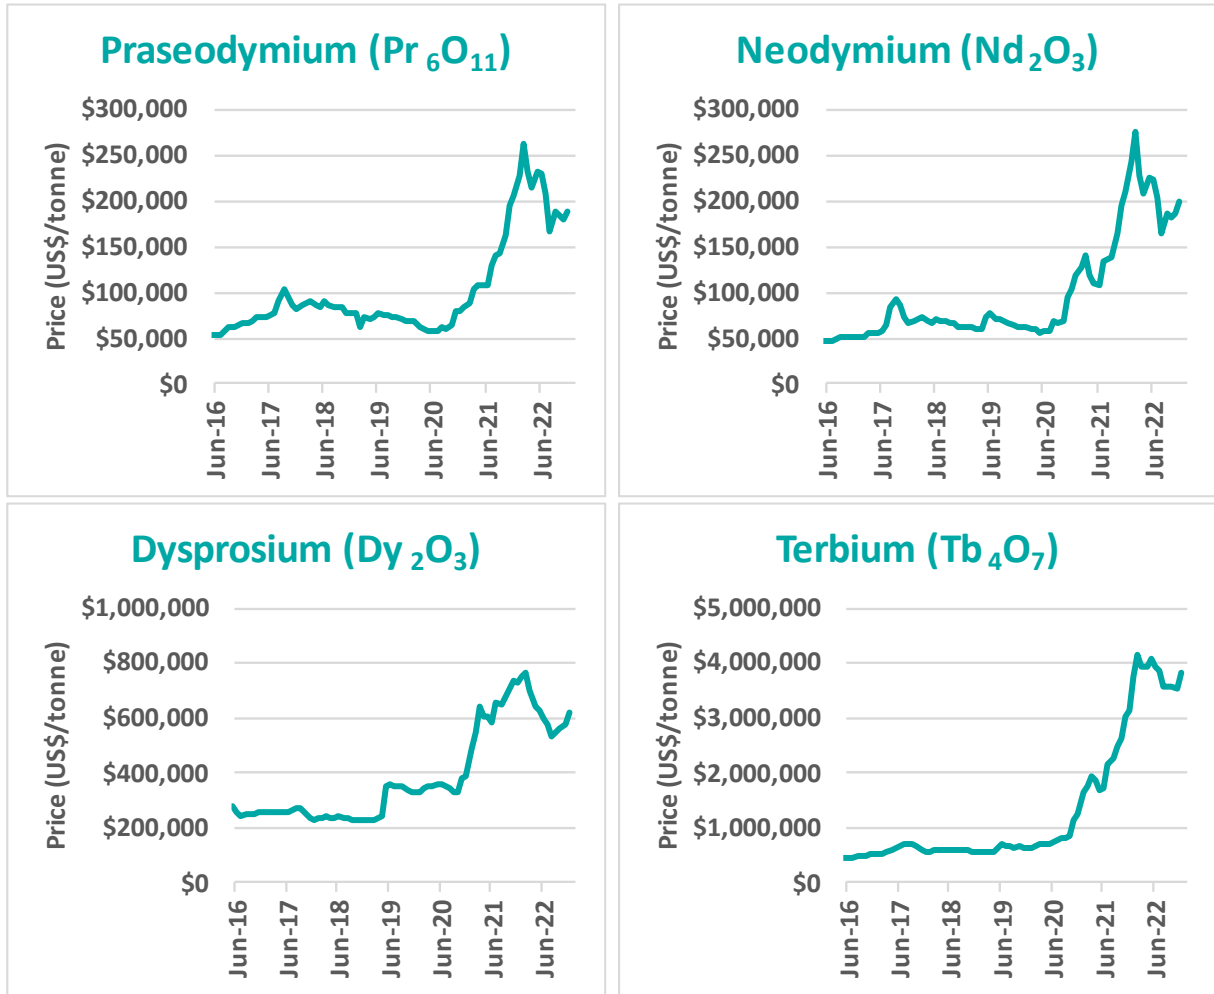 Praseodymium (Pr6O11)
Price (US$/tonne)
$300,000
$250,000
$200,000
$150,000
$100,000
$50,000
$0
Jun-16
Jun-17
Jun-18
Jun-19
Jun-20
Jun-21
Jun-22
Neodymium (Nd2O3)
Price (US$/tonne)
$300,000
$250,000
$200,000
$150,000
$100,000
$50,000
$0
Jun-16
Jun-17
Jun-18
Jun-19
Jun-20
Jun-21
Jun-22
Dysprosium (Dy2O3)
Price (US$/tonne)
$1,000,000
$800,000
$600,000
$400,000
$200,000
$0
Jun-16
Jun-17
Jun-18
Jun-19
Jun-20
Jun-21
Jun-22
Terbium (Tb4O7)
Price (US$/tonne)
$5,000,000
$4,000,000
$3,000,000
$2,000,000
$1,000,000
$0
Jun-16
Jun-17
Jun-18
Jun-19
Jun-20
Jun-21
Jun-22